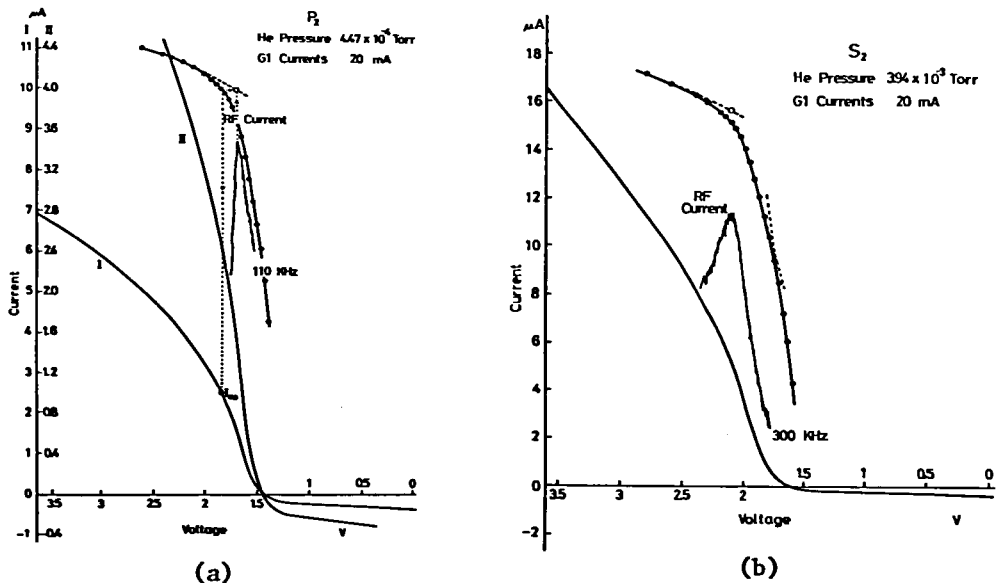 μA
I II
11 4.4
10 4.0
9 3.6
8 3.2
7 2.8
6 2.4
5 2.0
4 1.6
3 1.2
2 0.8
1 0.4
0
-1 -0.4
Current
P2
He Pressure 4.47 x 10^-4 Torr
G1 Currents 20 mA
RF Current
II
I
110 KHz
1 0.5 0
3.5 3 2.5 2 1.5
Voltage V
(a)
μA
18
16
14
12
10
8
6
4
2
0
-2
Current
S2
He Pressure 3.94 x 10^-3 Torr
G1 Currents 20 mA
RF
Current
300 KHz
1.5 1 0.5 0
3.5 3 2.5 2
Voltage V
(b)